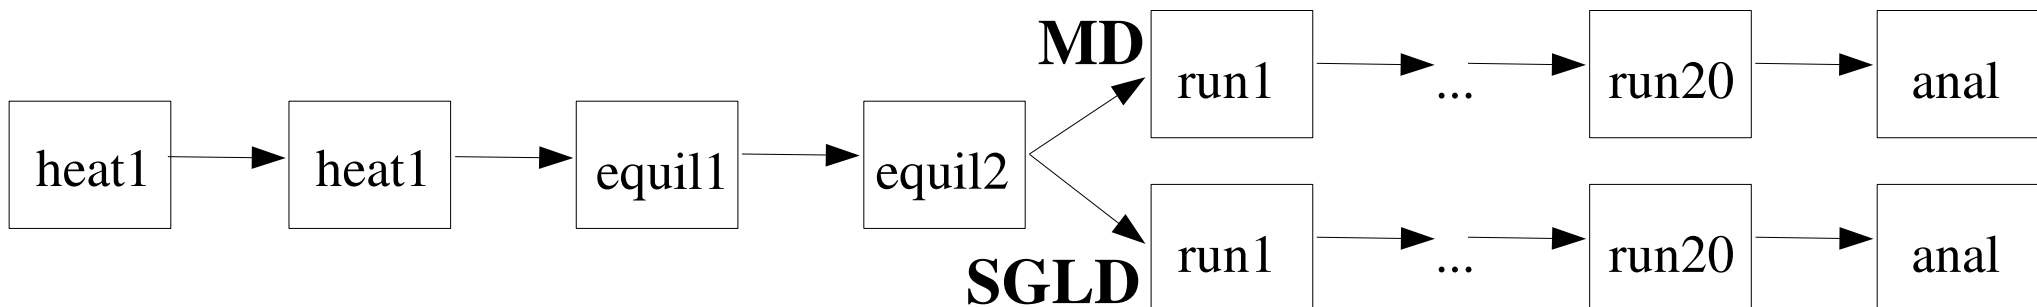 MD
run1 ... run20 anal
heat1 heat1 equil1 equil2
run1 ... run20 anal
SGLD